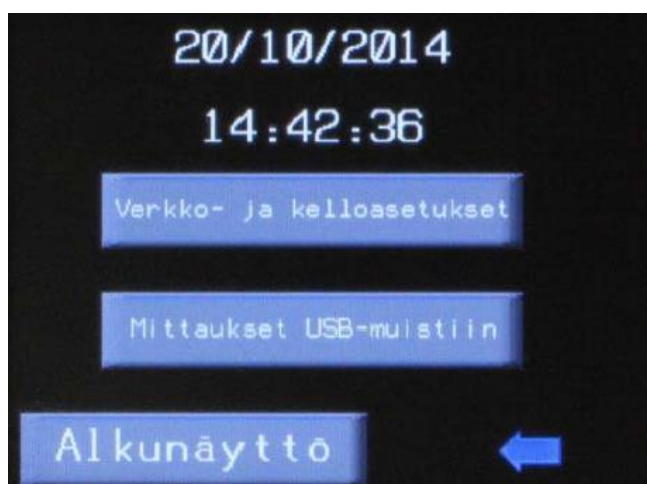 20/10/2014
14:42:36
Verkko- ja kelloasetukset
Mittaukset USB-muistiin
Alkunäyttö